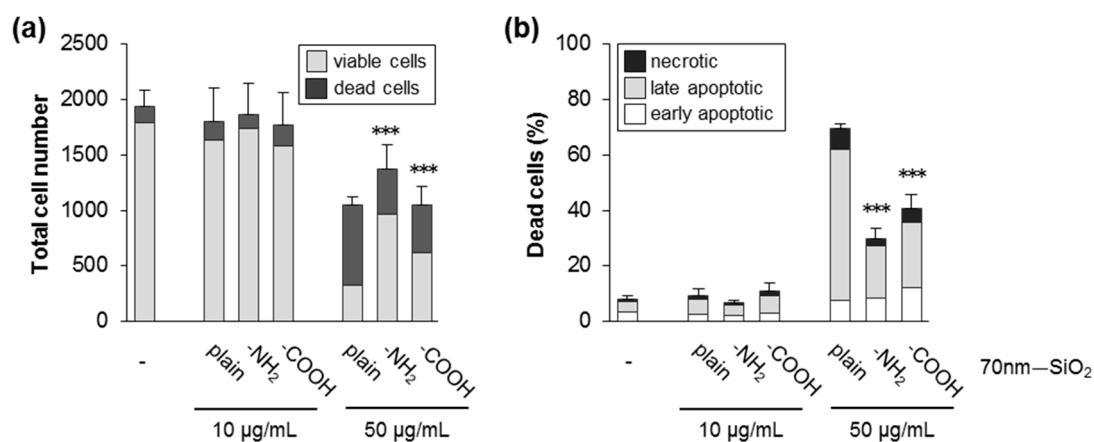 (a)
Total cell number
2500
2000
1500
1000
500
0
viable cells
dead cells
***
***
-
plain
-NH2
-COOH
plain
-NH2
-COOH
10 µg/mL
50 µg/mL
(b)
Dead cells (%)
100
80
60
40
20
0
necrotic
late apoptotic
early apoptotic
***
***
-
plain
-NH2
-COOH
plain
-NH2
-COOH
70nm—SiO2
10 µg/mL
50 µg/mL